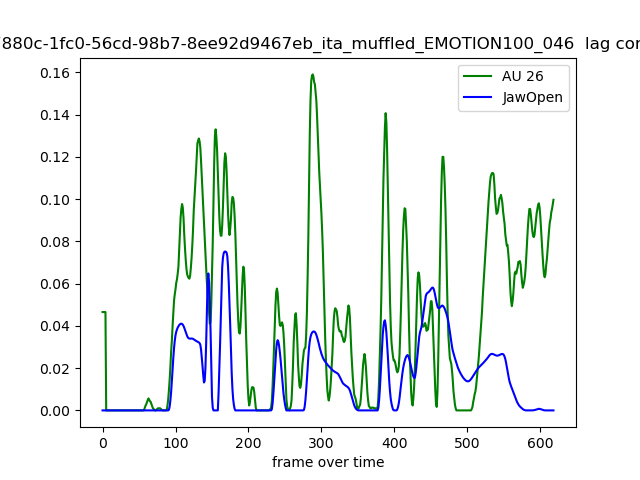 880c-1fc0-56cd-98b7-8ee92d9467eb_ita_muffled_EMOTION100_046 lag cor
AU 26
JawOpen
0.16
0.14
0.12
0.10
0.08
0.06
0.04
0.02
0.00
0 100 200 300 400 500 600
frame over time